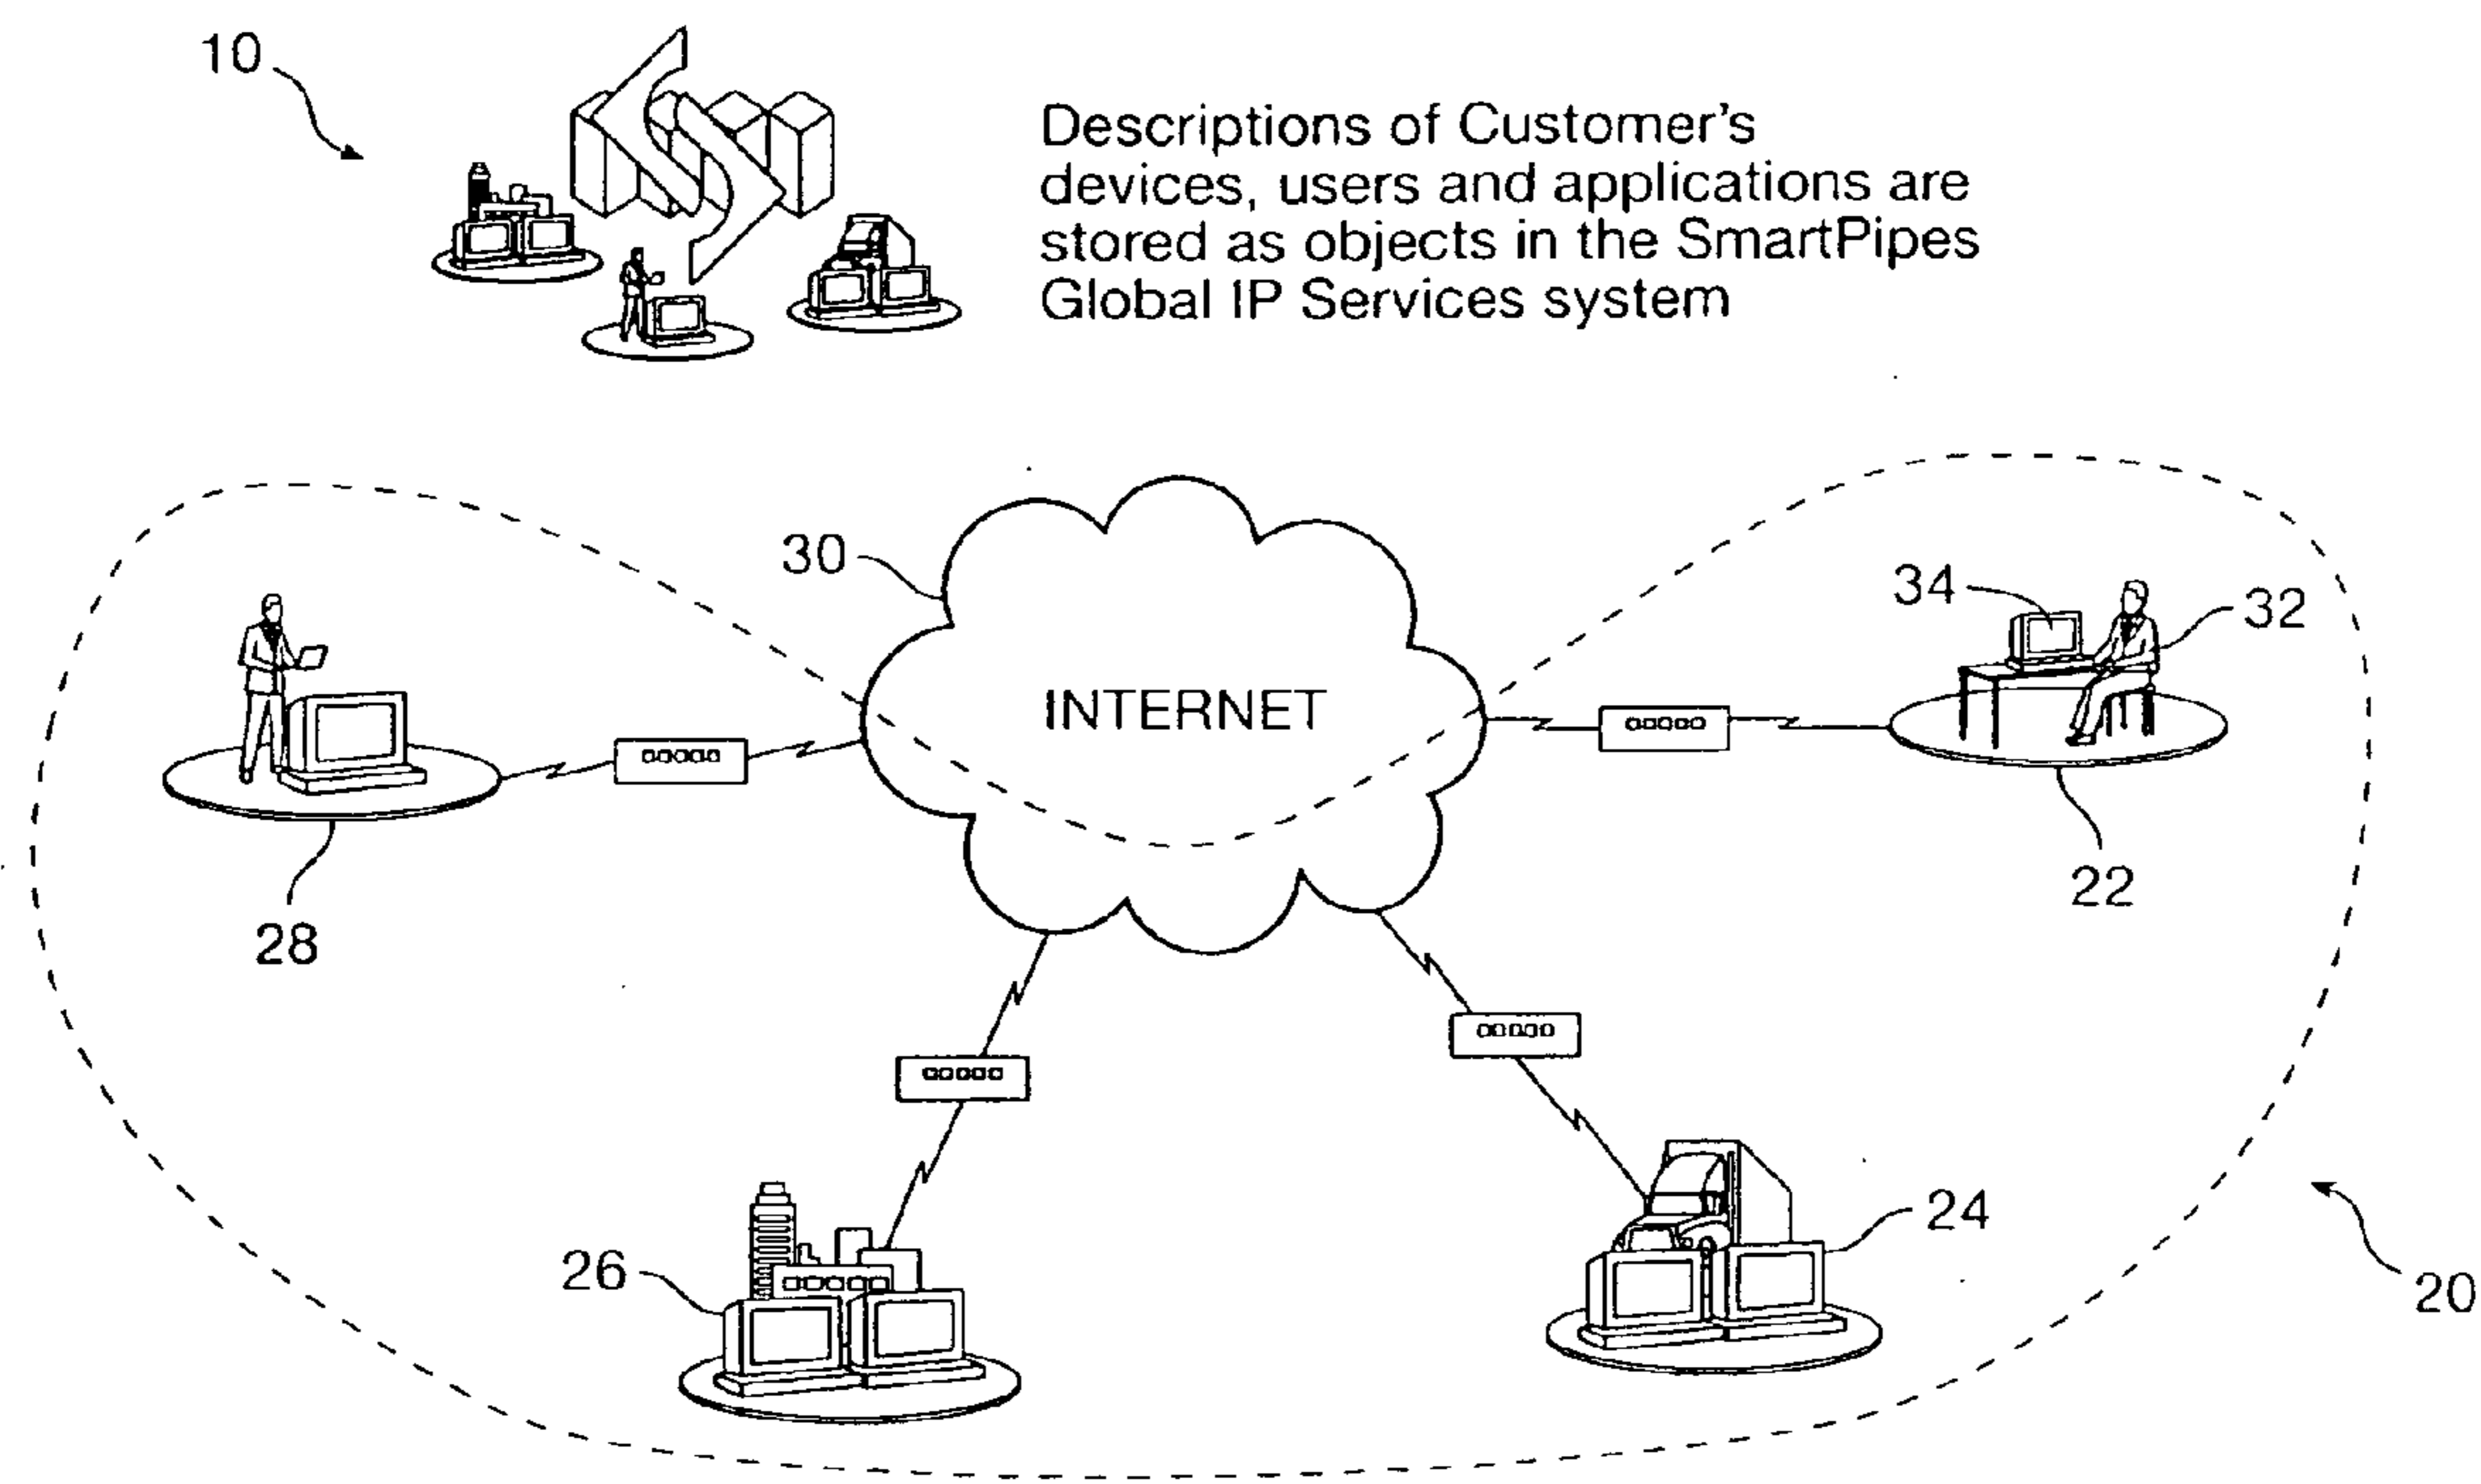 10
Descriptions of Customer's
devices, users and applications are
stored as objects in the SmartPipes
Global IP Services system
30
34
32
INTERNET
22
28
24
26
20